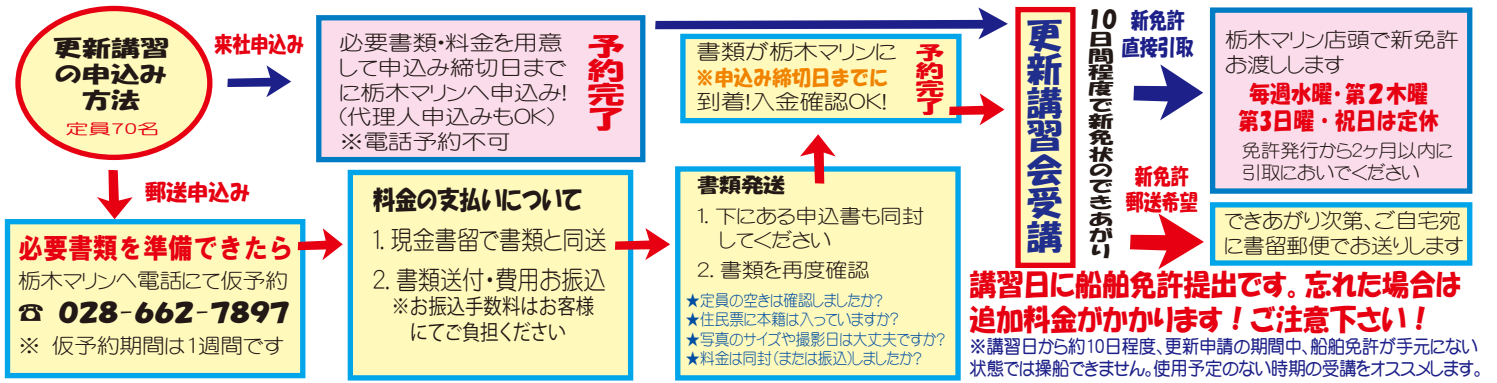 更新講習
の申込み
方法
定員70名
来社申込み
必要書類・料金を用意
して申込み締切日まで
に栃木マリンへ申込み!
(代理人申込みもOK)
※電話予約不可
予約完了
郵送申込み
必要書類を準備できたら
栃木マリンへ電話にて仮予約
☎ 028-662-7897
※ 仮予約期間は1週間です
料金の支払いについて
1. 現金書留で書類と同送
2. 書類送付・費用お振込
※お振込手数料はお客様
にてご負担ください
書類発送
1. 下にある申込書も同封
してください
2. 書類を再度確認
★定員の空きは確認しましたか?
★住民票に本籍は入っていますか?
★写真のサイズや撮影日は大丈夫ですか?
★料金は同封(または振込)しましたか?
書類が栃木マリンに
※申込み締切日までに
到着!入金確認OK!
予約完了
更新講習会受講
10日間程度で新免状のできあがり
新免許
直接引取
栃木マリン店頭で新免許
お渡しします
毎週水曜・第2木曜
第3日曜・祝日は定休
免許発行から2ヶ月以内に
引取においでください
新免許
郵送希望
できあがり次第、ご自宅宛
に書留郵便でお送りします
講習日に船舶免許提出です。忘れた場合は
追加料金がかかります！ご注意下さい！
※講習日から約10日程度、更新申請の期間中、船舶免許が手元にない
状態では操船できません。使用予定のない時期の受講をオススメします。